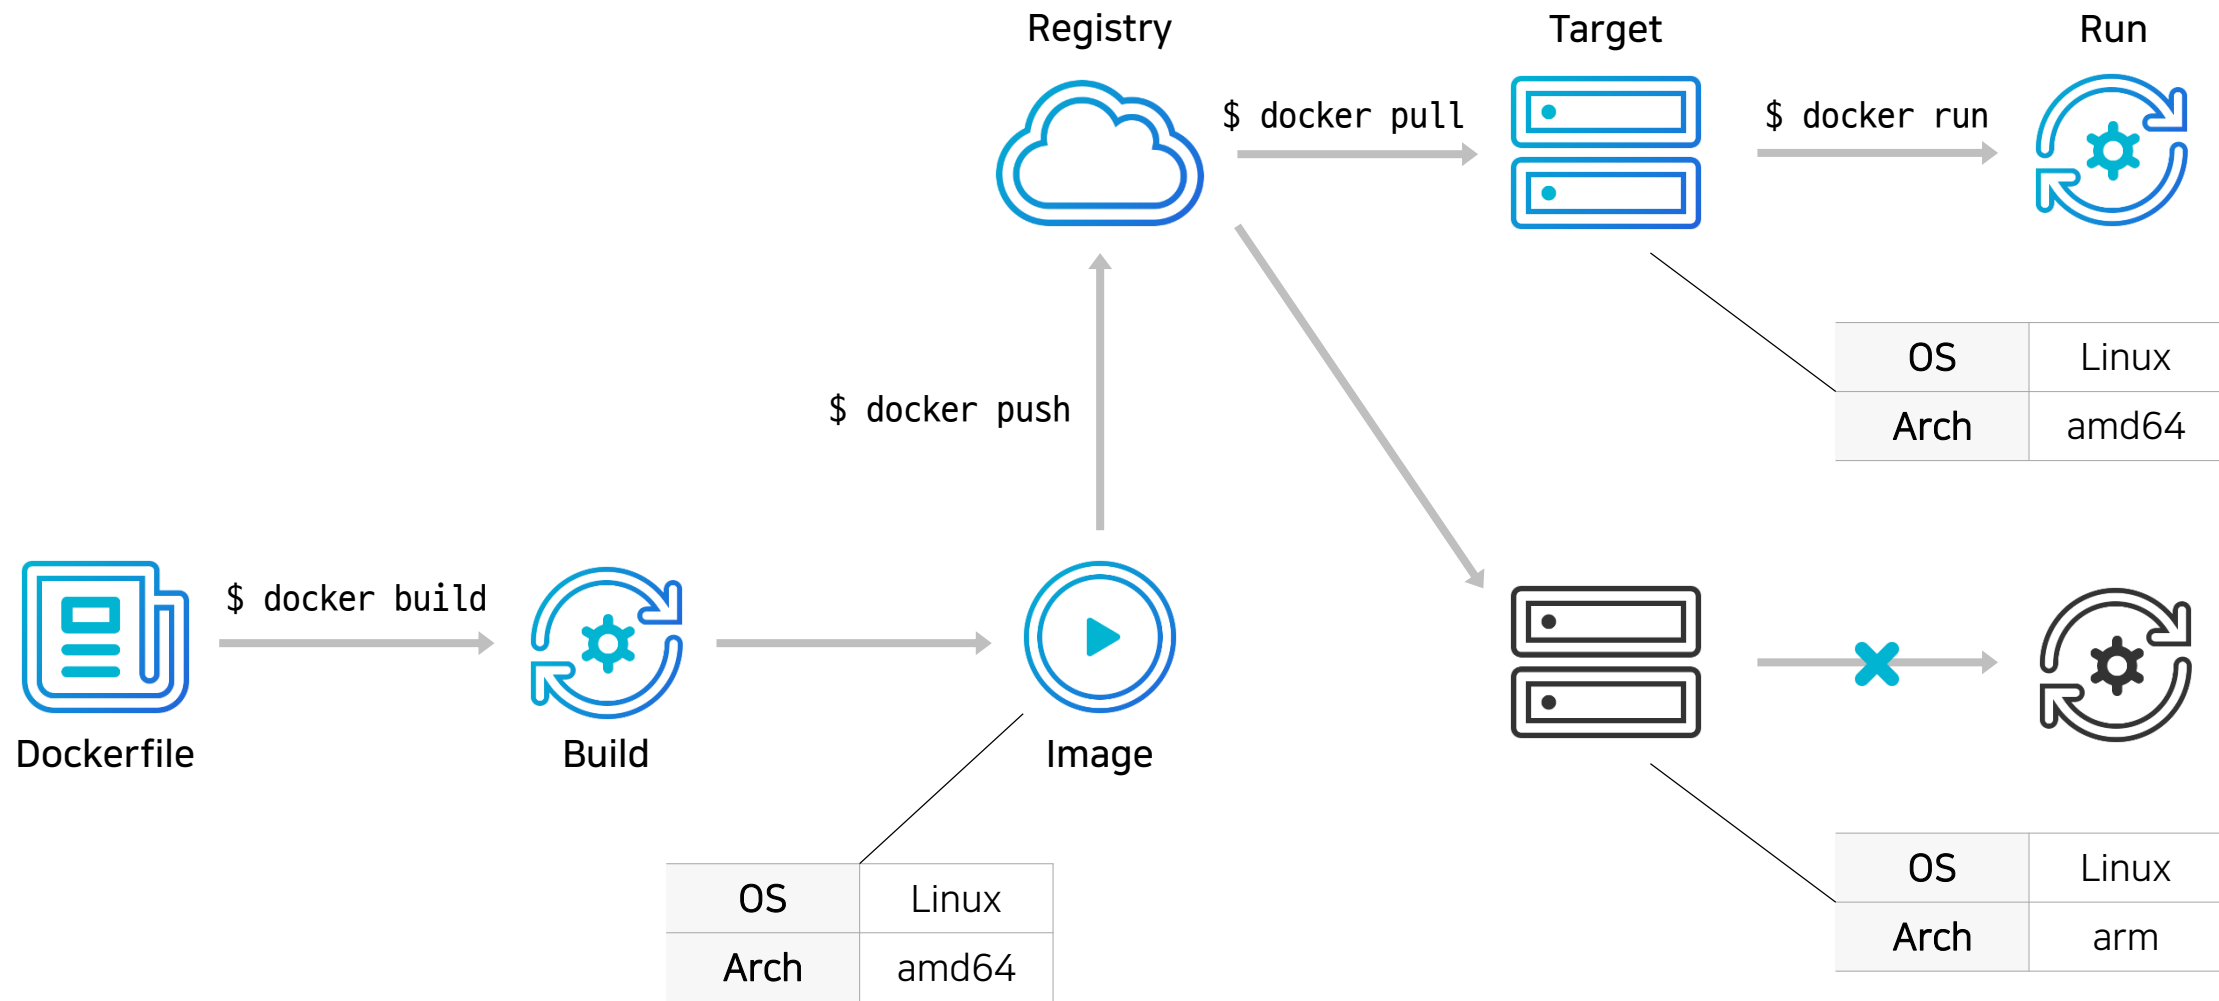 Registry
Target
Run
$ docker pull
$ docker run
OS Linux
Arch amd64
$ docker push
$ docker build
Dockerfile
Build
Image
OS Linux
Arch amd64
OS Linux
Arch arm